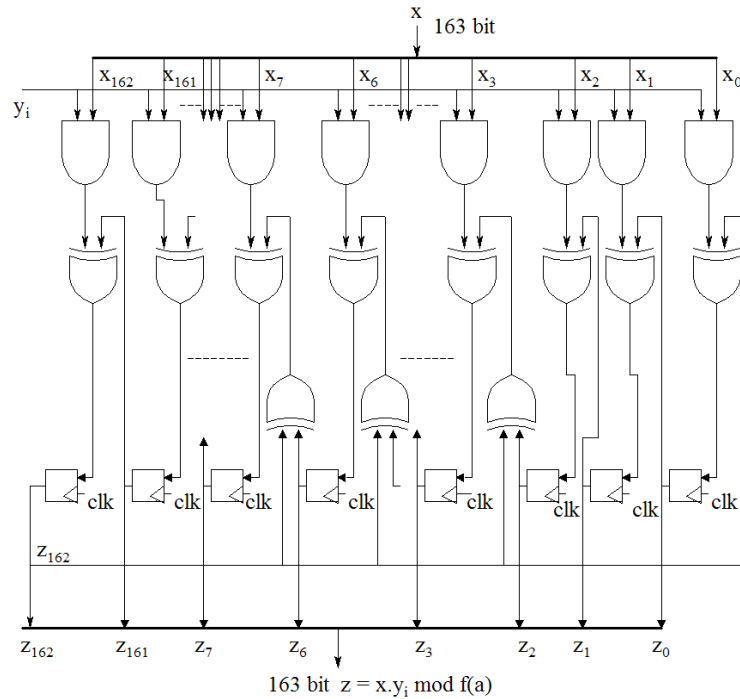 x
163 bit
x162 x161 x7 x6 x3 x2 x1 x0
yi
clk clk clk clk clk clk clk clk
z162
z162 z161 z7 z6 z3 z2 z1 z0
163 bit z = x.yi mod f(a)